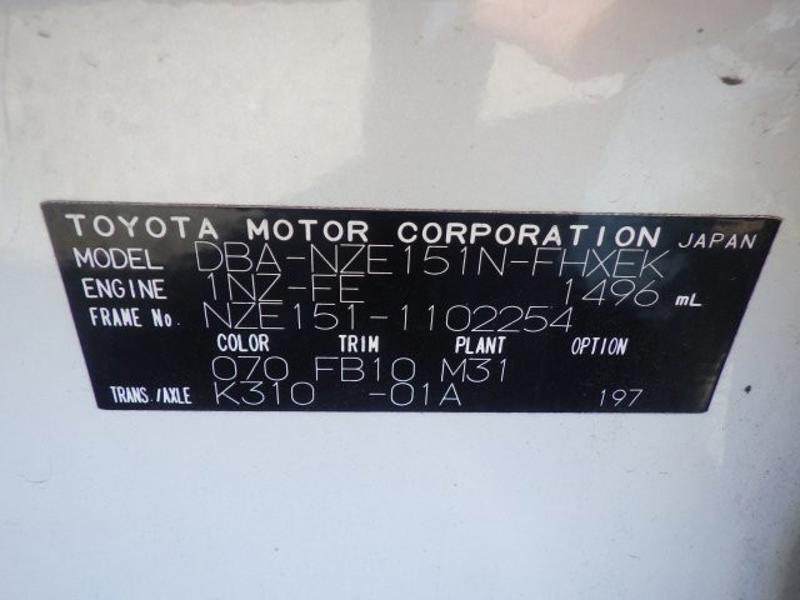 TOYOTA MOTOR CORPORATION JAPAN
MODEL DBA-NZE151N-FHXEK
ENGINE 1NZ-FE 1496 mL
FRAME No. NZE151-1102254
COLOR TRIM PLANT OPTION
070 FB10 M31
TRANS./AXLE K310 -01A 197